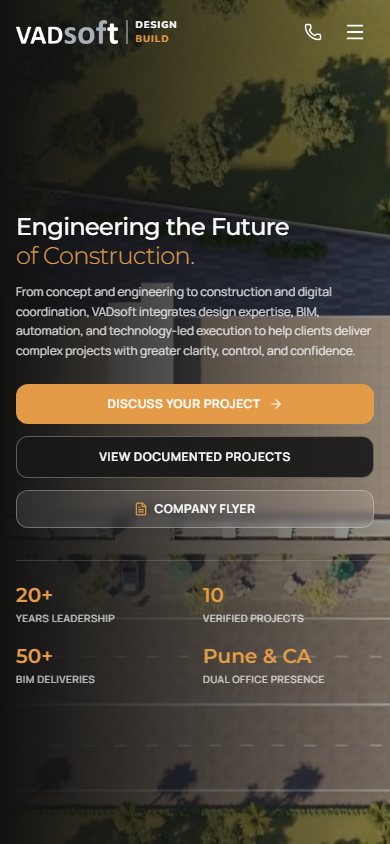 VADsoft
DESIGN
BUILD
Engineering the Future
of Construction.
From concept and engineering to construction and digital
coordination, VADsoft integrates design expertise, BIM,
automation, and technology-led execution to help clients deliver
complex projects with greater clarity, control, and confidence.
DISCUSS YOUR PROJECT →
VIEW DOCUMENTED PROJECTS
COMPANY FLYER
20+
YEARS LEADERSHIP
10
VERIFIED PROJECTS
50+
BIM DELIVERIES
Pune & CA
DUAL OFFICE PRESENCE